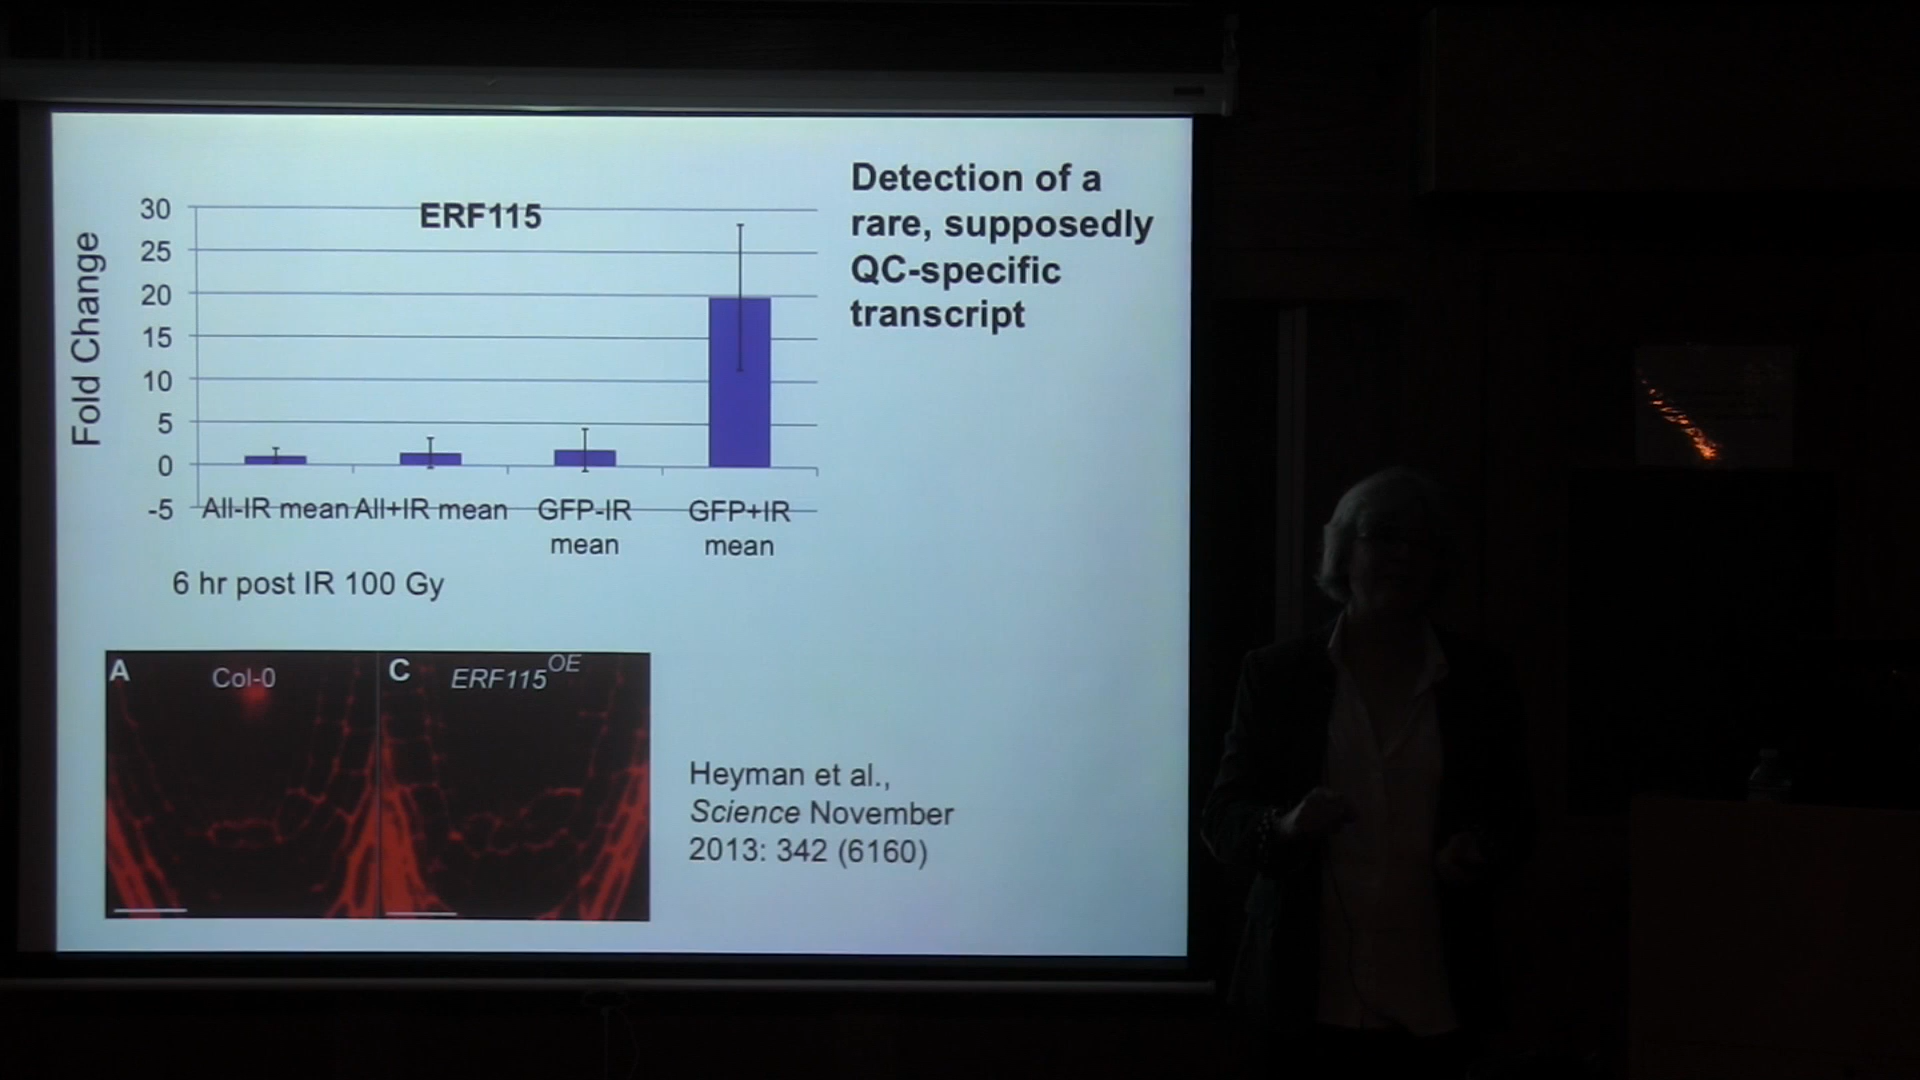 Detection of a
rare, supposedly
QC-specific
transcript
ERF115
Fold Change
30
25
20
15
10
5
0
-5
All-IR mean
All+IR mean
GFP-IR
mean
GFP+IR
mean
6 hr post IR 100 Gy
A
Col-0
C
ERF115^OE
Heyman et al.,
Science November
2013: 342 (6160)